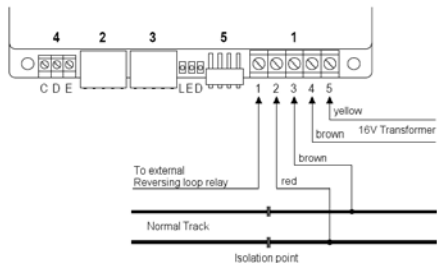 4 2 3 5 1
C D E LED 1 2 3 4 5
yellow
brown 16V Transformer
brown
To external
Reversing loop relay
red
Normal Track
Isolation point